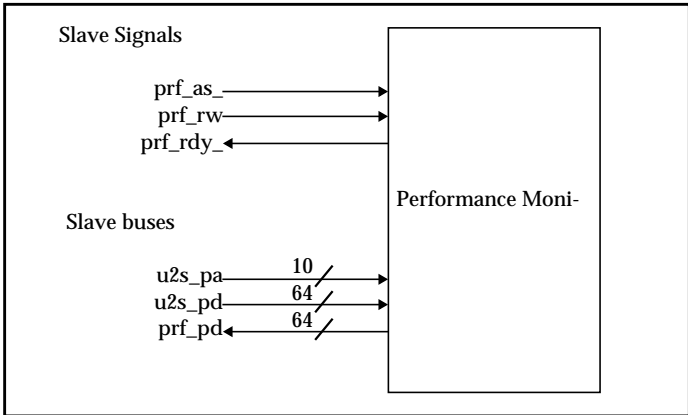 Slave Signals
prf_as_
prf_rw
prf_rdy_
Performance Moni-
Slave buses
u2s_pa 10
u2s_pd 64
prf_pd 64